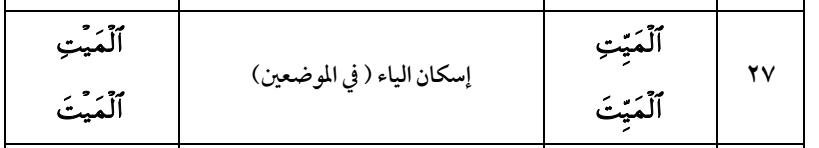 ٢٧ ٱلْمَيِّتِ إسكان الياء (في الموضعين) ٱلْمَيْتِ
ٱلْمَيِّتَ ٱلْمَيْتَ